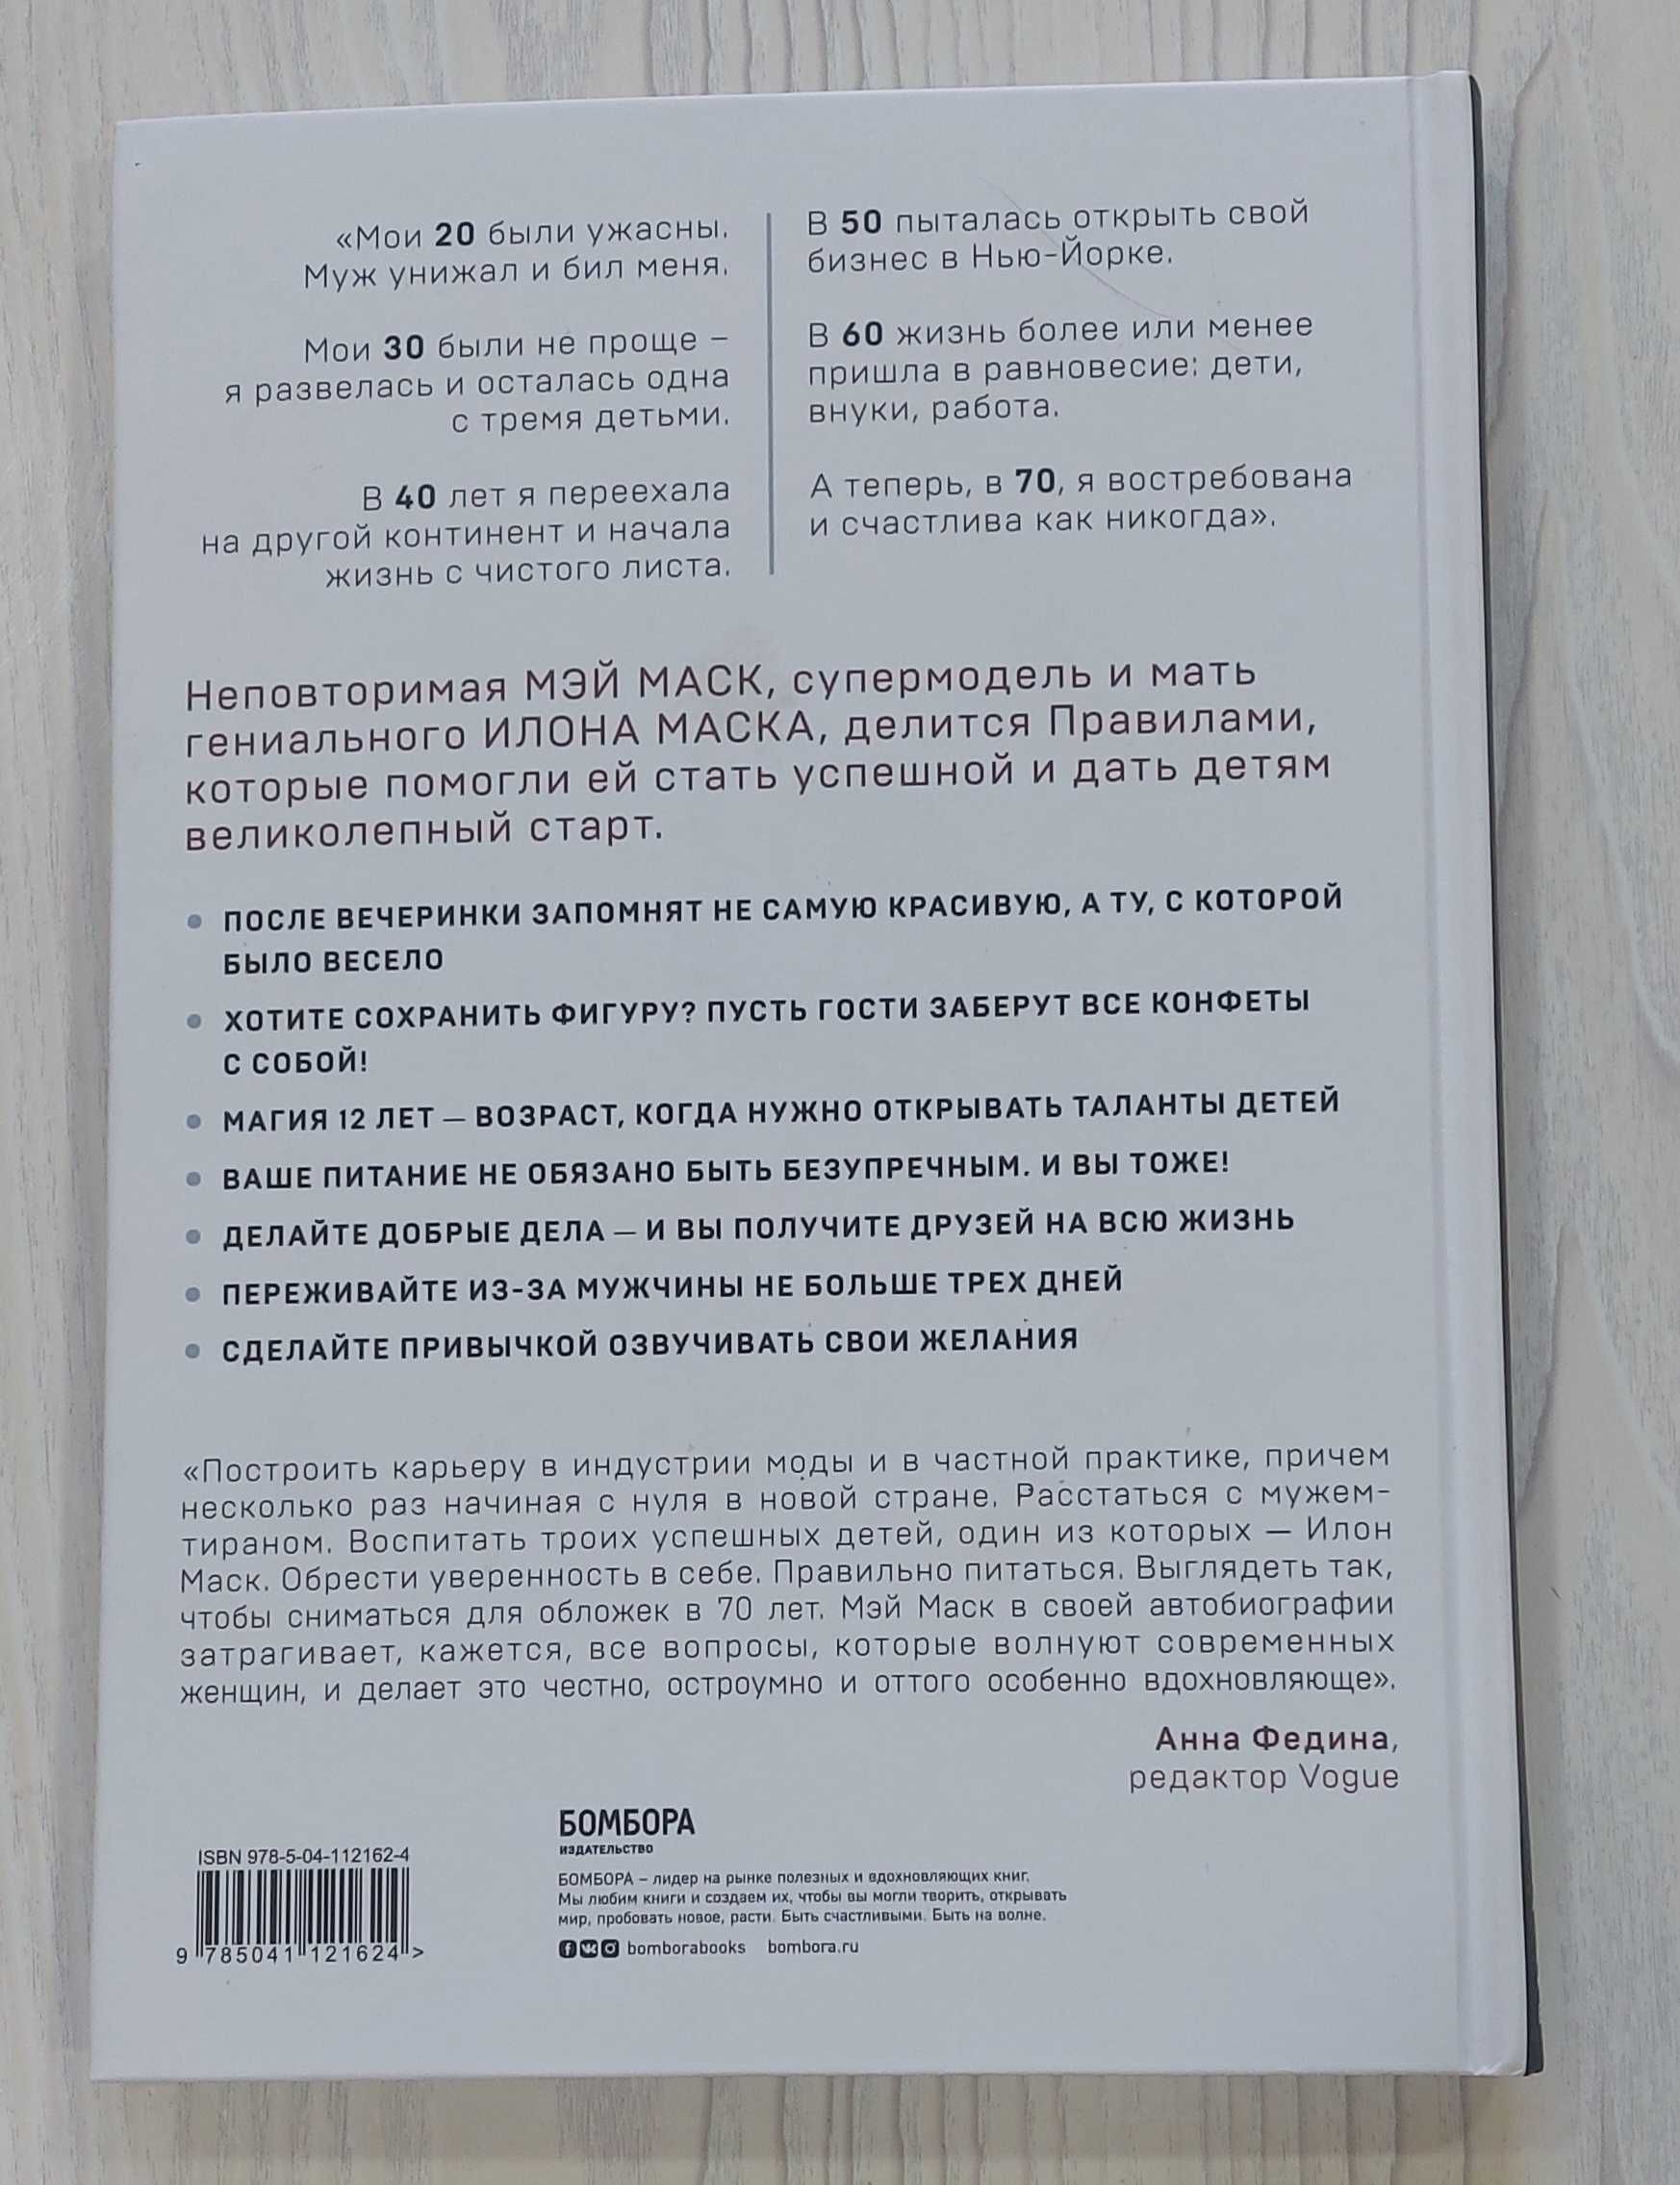 «Мои 20 были ужасны.
Муж унижал и бил меня.
Мои 30 были не проще –
я развелась и осталась одна
с тремя детьми.
В 40 лет я переехала
на другой континент и начала
жизнь с чистого листа.
В 50 пыталась открыть свой
бизнес в Нью-Йорке.
В 60 жизнь более или менее
пришла в равновесие: дети,
внуки, работа.
А теперь, в 70, я востребована
и счастлива как никогда».
Неповторимая МЭЙ МАСК, супермодель и мать
гениального ИЛОНА МАСКА, делится Правилами,
которые помогли ей стать успешной и дать детям
великолепный старт.
• ПОСЛЕ ВЕЧЕРИНКИ ЗАПОМНЯТ НЕ САМУЮ КРАСИВУЮ, А ТУ, С КОТОРОЙ
БЫЛО ВЕСЕЛО
• ХОТИТЕ СОХРАНИТЬ ФИГУРУ? ПУСТЬ ГОСТИ ЗАБЕРУТ ВСЕ КОНФЕТЫ
С СОБОЙ!
• МАГИЯ 12 ЛЕТ — ВОЗРАСТ, КОГДА НУЖНО ОТКРЫВАТЬ ТАЛАНТЫ ДЕТЕЙ
• ВАШЕ ПИТАНИЕ НЕ ОБЯЗАНО БЫТЬ БЕЗУПРЕЧНЫМ. И ВЫ ТОЖЕ!
• ДЕЛАЙТЕ ДОБРЫЕ ДЕЛА — И ВЫ ПОЛУЧИТЕ ДРУЗЕЙ НА ВСЮ ЖИЗНЬ
• ПЕРЕЖИВАЙТЕ ИЗ-ЗА МУЖЧИНЫ НЕ БОЛЬШЕ ТРЕХ ДНЕЙ
• СДЕЛАЙТЕ ПРИВЫЧКОЙ ОЗВУЧИВАТЬ СВОИ ЖЕЛАНИЯ
«Построить карьеру в индустрии моды и в частной практике, причем
несколько раз начиная с нуля в новой стране. Расстаться с мужем-
тираном. Воспитать троих успешных детей, один из которых — Илон
Маск. Обрести уверенность в себе. Правильно питаться. Выглядеть так,
чтобы сниматься для обложек в 70 лет. Мэй Маск в своей автобиографии
затрагивает, кажется, все вопросы, которые волнуют современных
женщин, и делает это честно, остроумно и оттого особенно вдохновляюще».
Анна Федина,
редактор Vogue
ISBN 978-5-04-112162-4
9 785041 121624 >
БОМБОРА
ИЗДАТЕЛЬСТВО
БОМБОРА – лидер на рынке полезных и вдохновляющих книг.
Мы любим книги и создаем их, чтобы вы могли творить, открывать
мир, пробовать новое, расти. Быть счастливыми. Быть на волне.
bomborabooks bombora.ru